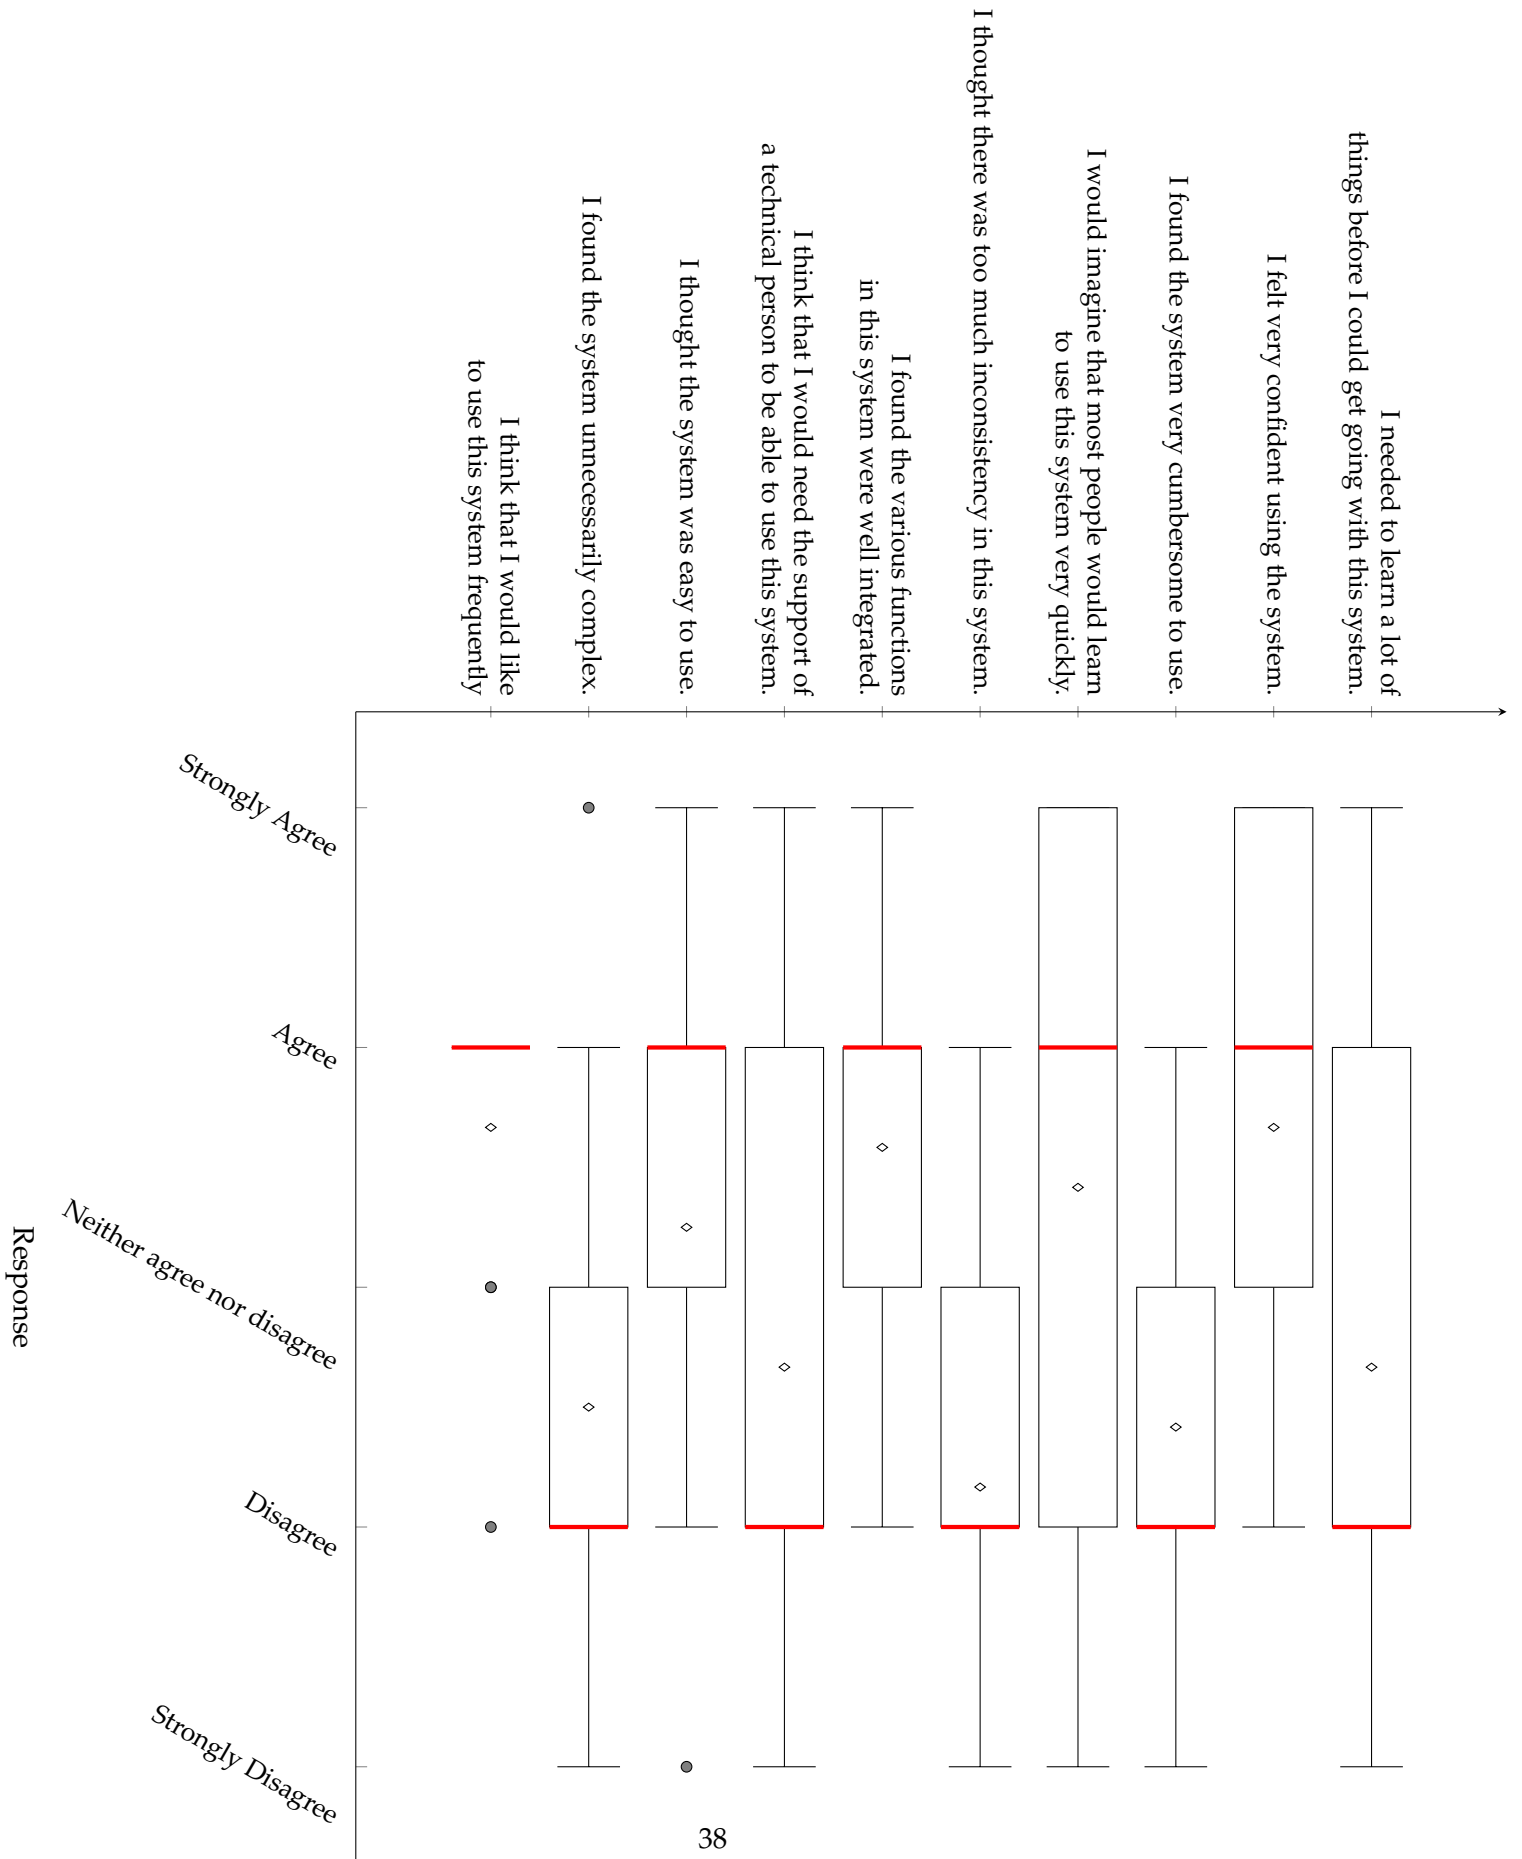 I needed to learn a lot of
things before I could get going with this system.
I felt very confident using the system.
I found the system very cumbersome to use.
I would imagine that most people would learn
to use this system very quickly.
I thought there was too much inconsistency in this system.
I found the various functions
in this system were well integrated.
I think that I would need the support of
a technical person to be able to use this system.
I thought the system was easy to use.
I found the system unnecessarily complex.
I think that I would like
to use this system frequently
Strongly Agree
Agree
Neither agree nor disagree
Disagree
Strongly Disagree
Response
38